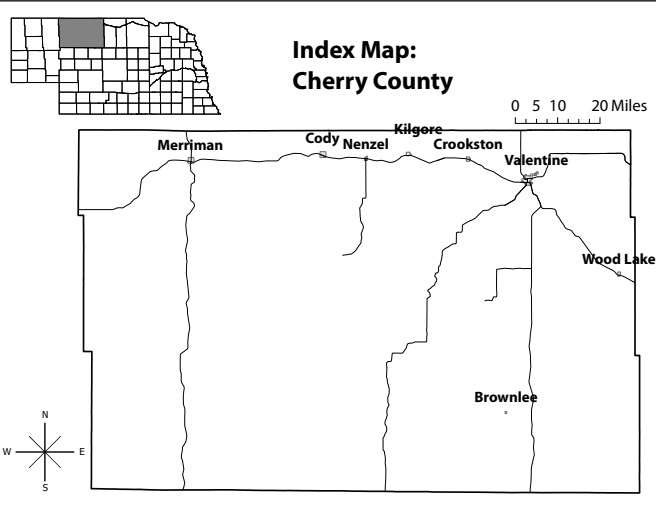 Index Map:
Cherry County
0 5 10 20 Miles
Kilgore
Merriman
Cody
Nenzel
Crookston
Valentine
Wood Lake
Brownlee
N
W
E
S